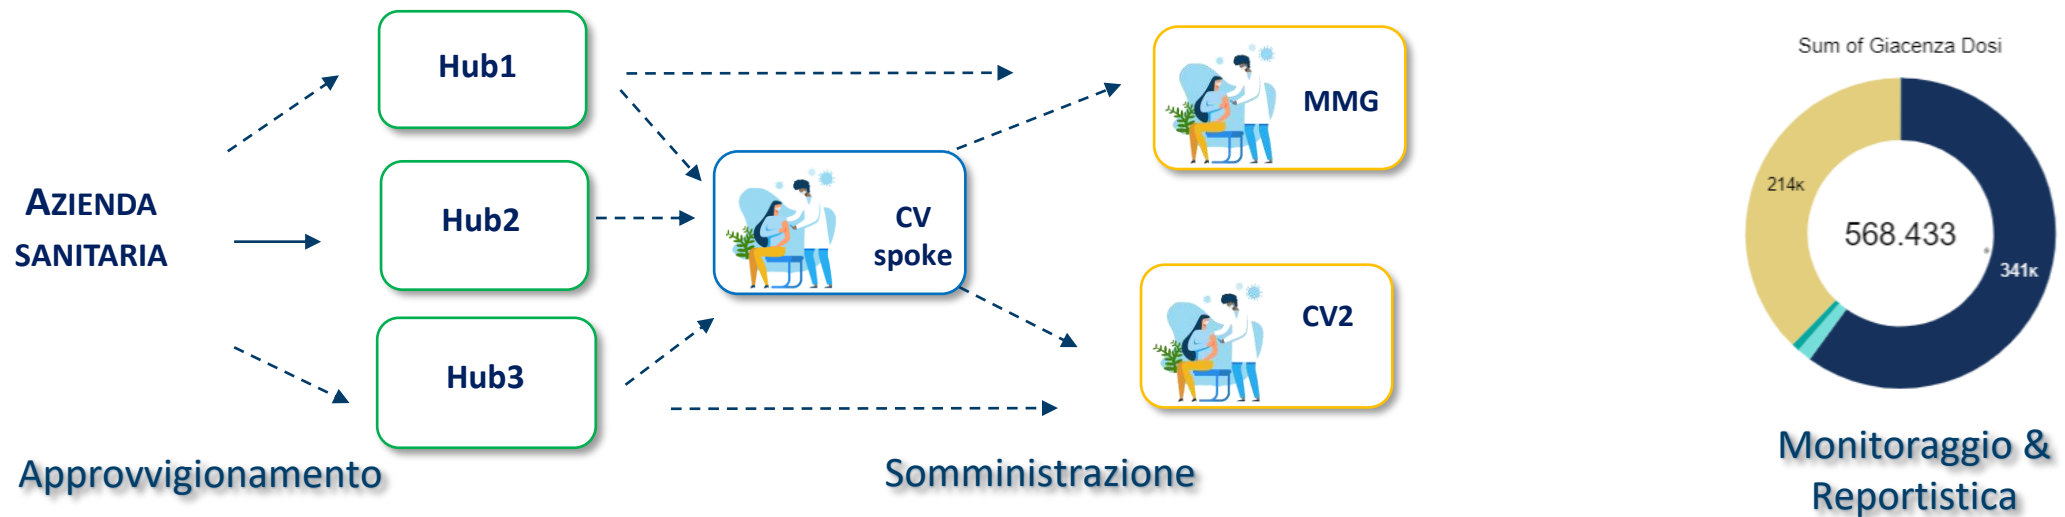 Hub1
Hub2
Hub3
AZIENDA
SANITARIA
CV
spoke
MMG
CV2
Approvvigionamento
Somministrazione
Sum of Giacenza Dosi
214K
568.433
341K
Monitoraggio &
Reportistica